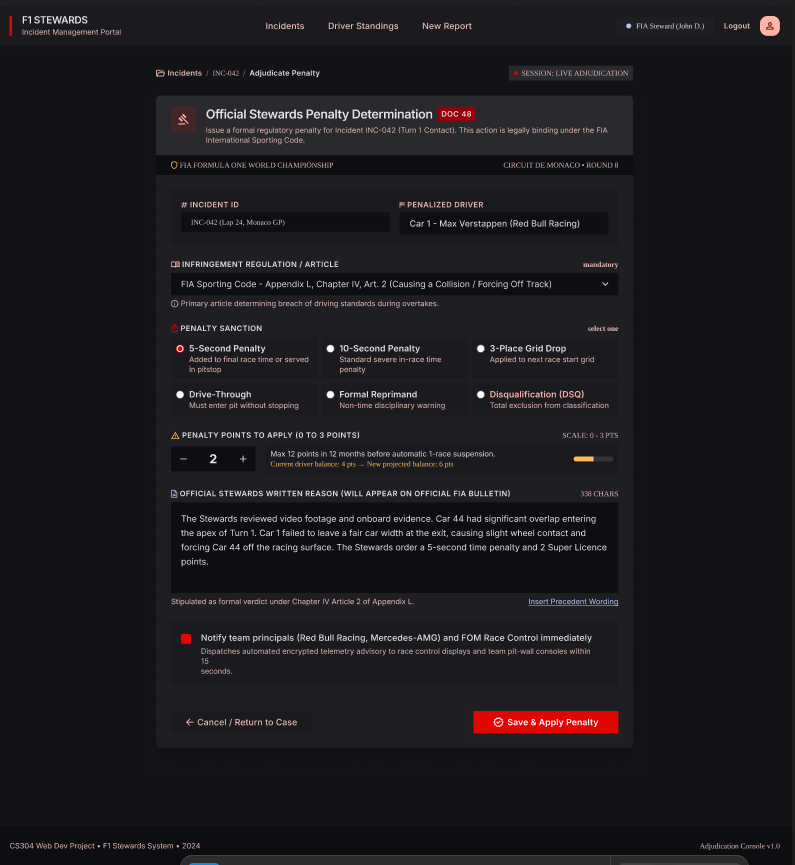 F1 STEWARDS
Incident Management Portal
Incidents
Driver Standings
New Report
FIA Steward (John D.)
Logout
Incidents / INC-042 / Adjudicate Penalty
SESSION: LIVE ADJUDICATION
Official Stewards Penalty Determination DOC 48
Issue a formal regulatory penalty for Incident INC-042 (Turn 1 Contact). This action is legally binding under the FIA
International Sporting Code.
FIA FORMULA ONE WORLD CHAMPIONSHIP
CIRCUIT DE MONACO • ROUND 8
# INCIDENT ID
INC-042 (Lap 24, Monaco GP)
PENALIZED DRIVER
Car 1 - Max Verstappen (Red Bull Racing)
INFRINGEMENT REGULATION / ARTICLE
mandatory
FIA Sporting Code - Appendix L, Chapter IV, Art. 2 (Causing a Collision / Forcing Off Track)
Primary article determining breach of driving standards during overtakes.
PENALTY SANCTION
select one
5-Second Penalty
Added to final race time or served
in pitstop
10-Second Penalty
Standard severe in-race time
penalty
3-Place Grid Drop
Applied to next race start grid
Drive-Through
Must enter pit without stopping
Formal Reprimand
Non-time disciplinary warning
Disqualification (DSQ)
Total exclusion from classification
PENALTY POINTS TO APPLY (0 TO 3 POINTS)
SCALE: 0 - 3 PTS
− 2 +
Max 12 points in 12 months before automatic 1-race suspension.
Current driver balance: 4 pts → New projected balance: 6 pts
OFFICIAL STEWARDS WRITTEN REASON (WILL APPEAR ON OFFICIAL FIA BULLETIN)
338 CHARS
The Stewards reviewed video footage and onboard evidence. Car 44 had significant overlap entering
the apex of Turn 1. Car 1 failed to leave a fair car width at the exit, causing slight wheel contact and
forcing Car 44 off the racing surface. The Stewards order a 5-second time penalty and 2 Super Licence
points.
Stipulated as formal verdict under Chapter IV Article 2 of Appendix L.
Insert Precedent Wording
Notify team principals (Red Bull Racing, Mercedes-AMG) and FOM Race Control immediately
Dispatches automated encrypted telemetry advisory to race control displays and team pit-wall consoles within
15
seconds.
← Cancel / Return to Case
Save & Apply Penalty
CS304 Web Dev Project • F1 Stewards System • 2024
Adjudication Console v1.0